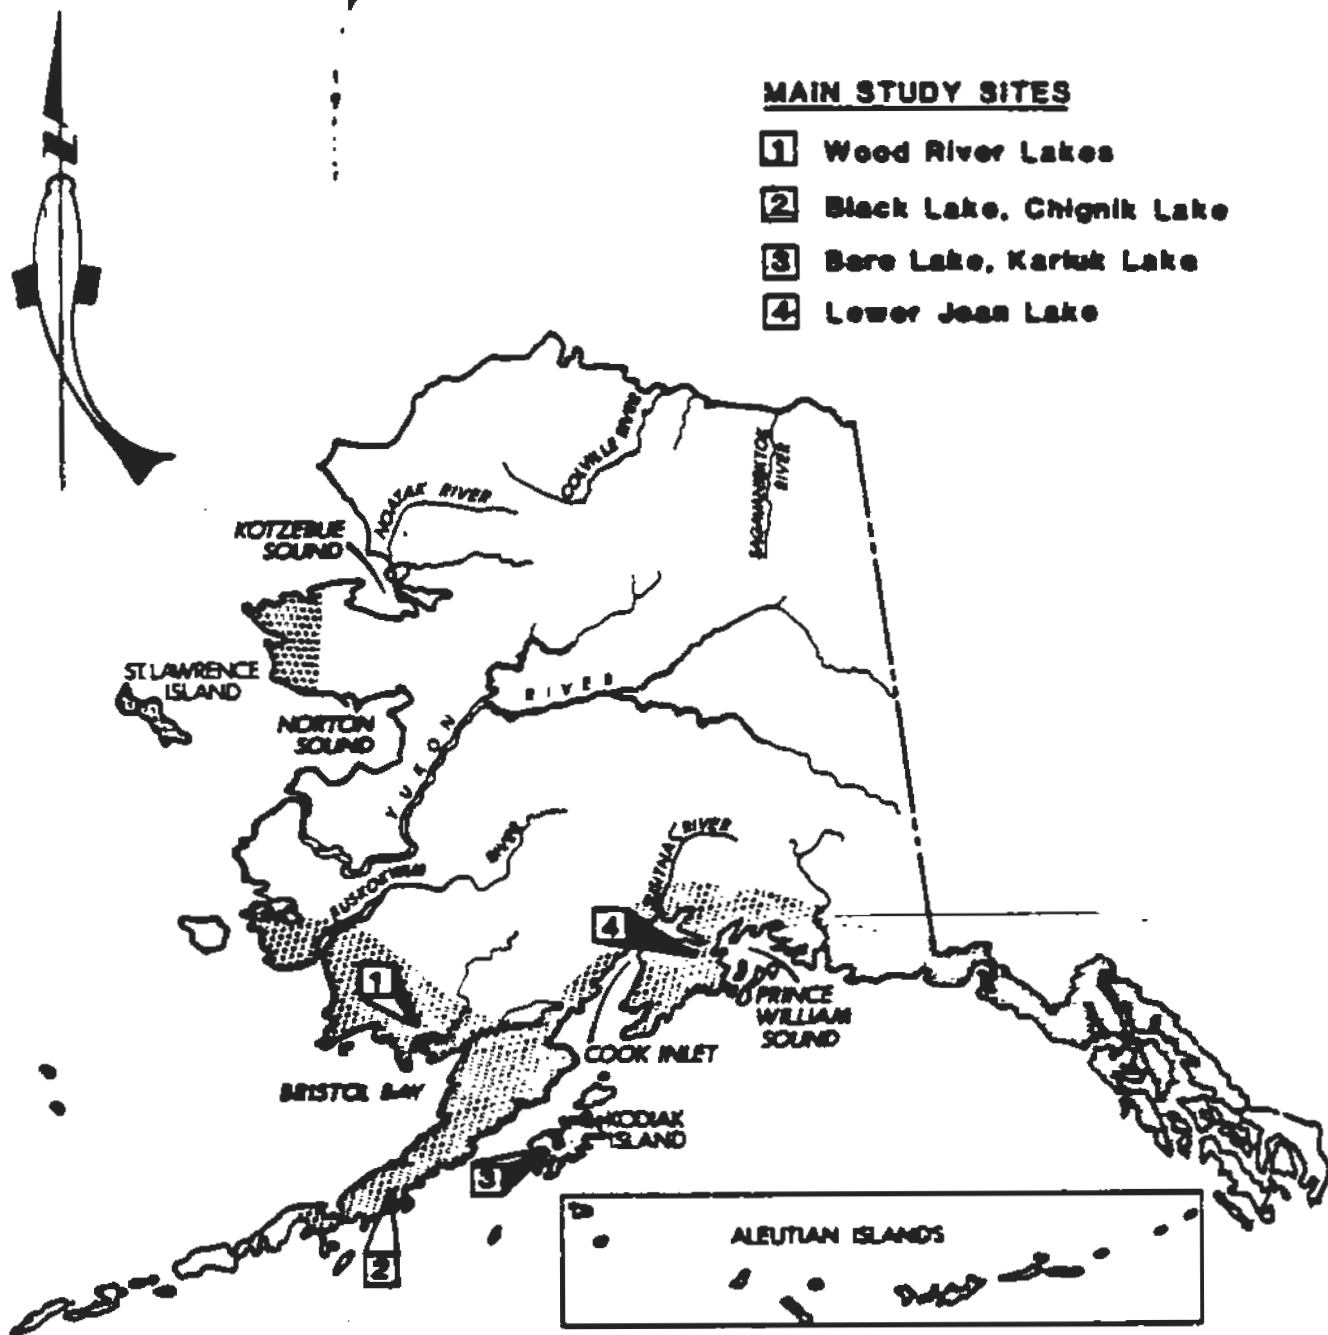 N
MAIN STUDY SITES
1 Wood River Lakes
2 Black Lake, Chignik Lake
3 Bare Lake, Karluk Lake
4 Lower Jean Lake
COLVILLE RIVER
RIVER
NOATAK RIVER
KOTZEBUE
SOUND
ST. LAWRENCE
ISLAND
NORTON
SOUND
YUKON
RIVER
KUSKOKWIM
RIVER
RIVER
4
1
PRINCE
WILLIAM
SOUND
COOK INLET
BRISTOL BAY
KODIAK
ISLAND
3
2
ALEUTIAN ISLANDS